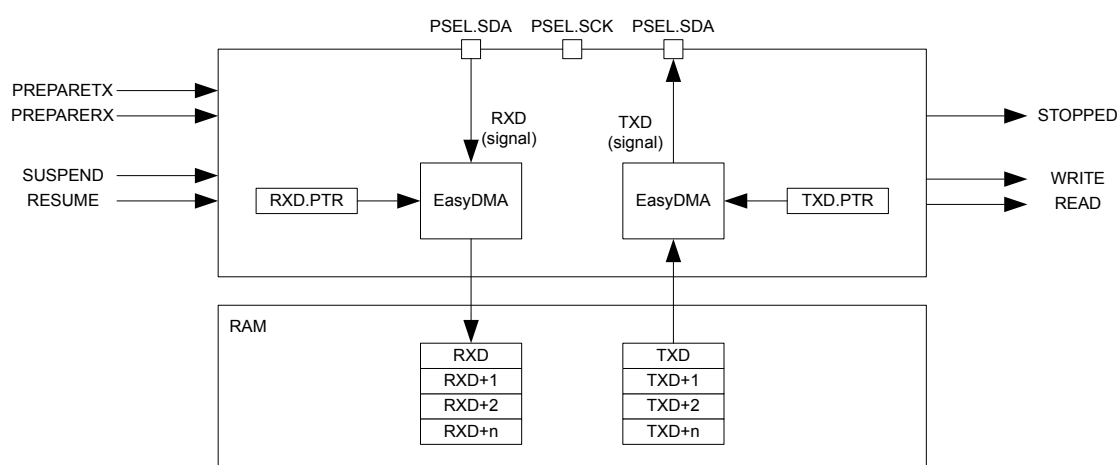 PSEL.SDA PSEL.SCK PSEL.SDA
PREPARETX
PREPARERX
STOPPED
RXD
(signal)
TXD
(signal)
SUSPEND
RESUME
WRITE
READ
RXD.PTR
EasyDMA
EasyDMA
TXD.PTR
RAM
RXD
RXD+1
RXD+2
RXD+n
TXD
TXD+1
TXD+2
TXD+n